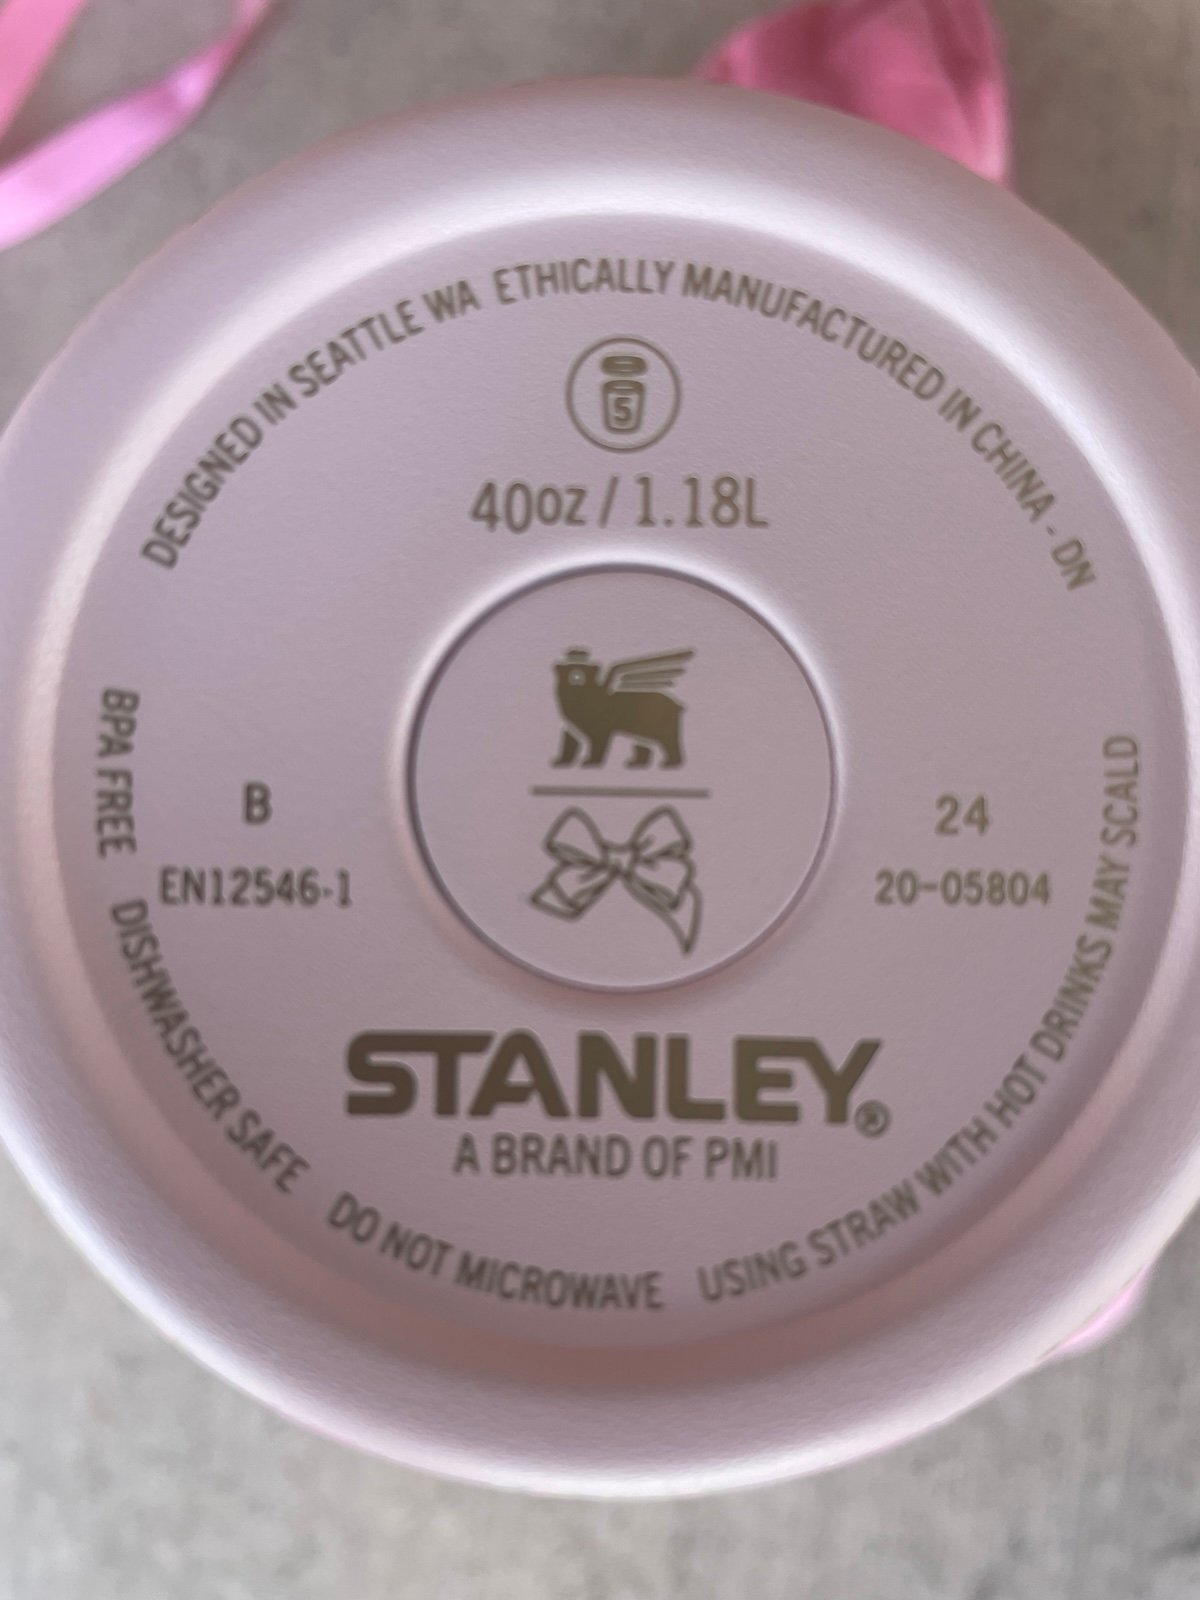 DESIGNED IN SEATTLE WA ETHICALLY MANUFACTURED IN CHINA - DN
5
40oz / 1.18L
B
EN12546-1
24
20-05804
STANLEY®
A BRAND OF PMI
BPA FREE DISHWASHER SAFE DO NOT MICROWAVE USING STRAW WITH HOT DRINKS MAY SCALD